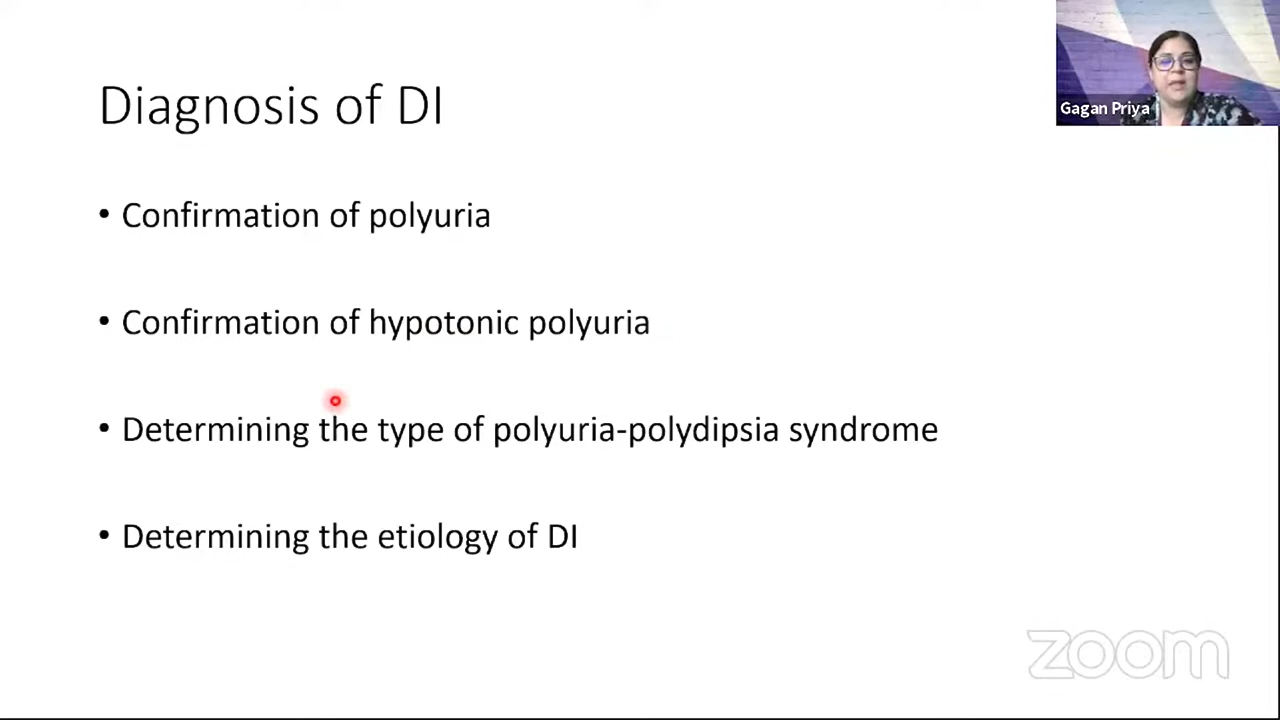 Diagnosis of DI
Gagan Priya
• Confirmation of polyuria
• Confirmation of hypotonic polyuria
• Determining the type of polyuria-polydipsia syndrome
• Determining the etiology of DI
zoom